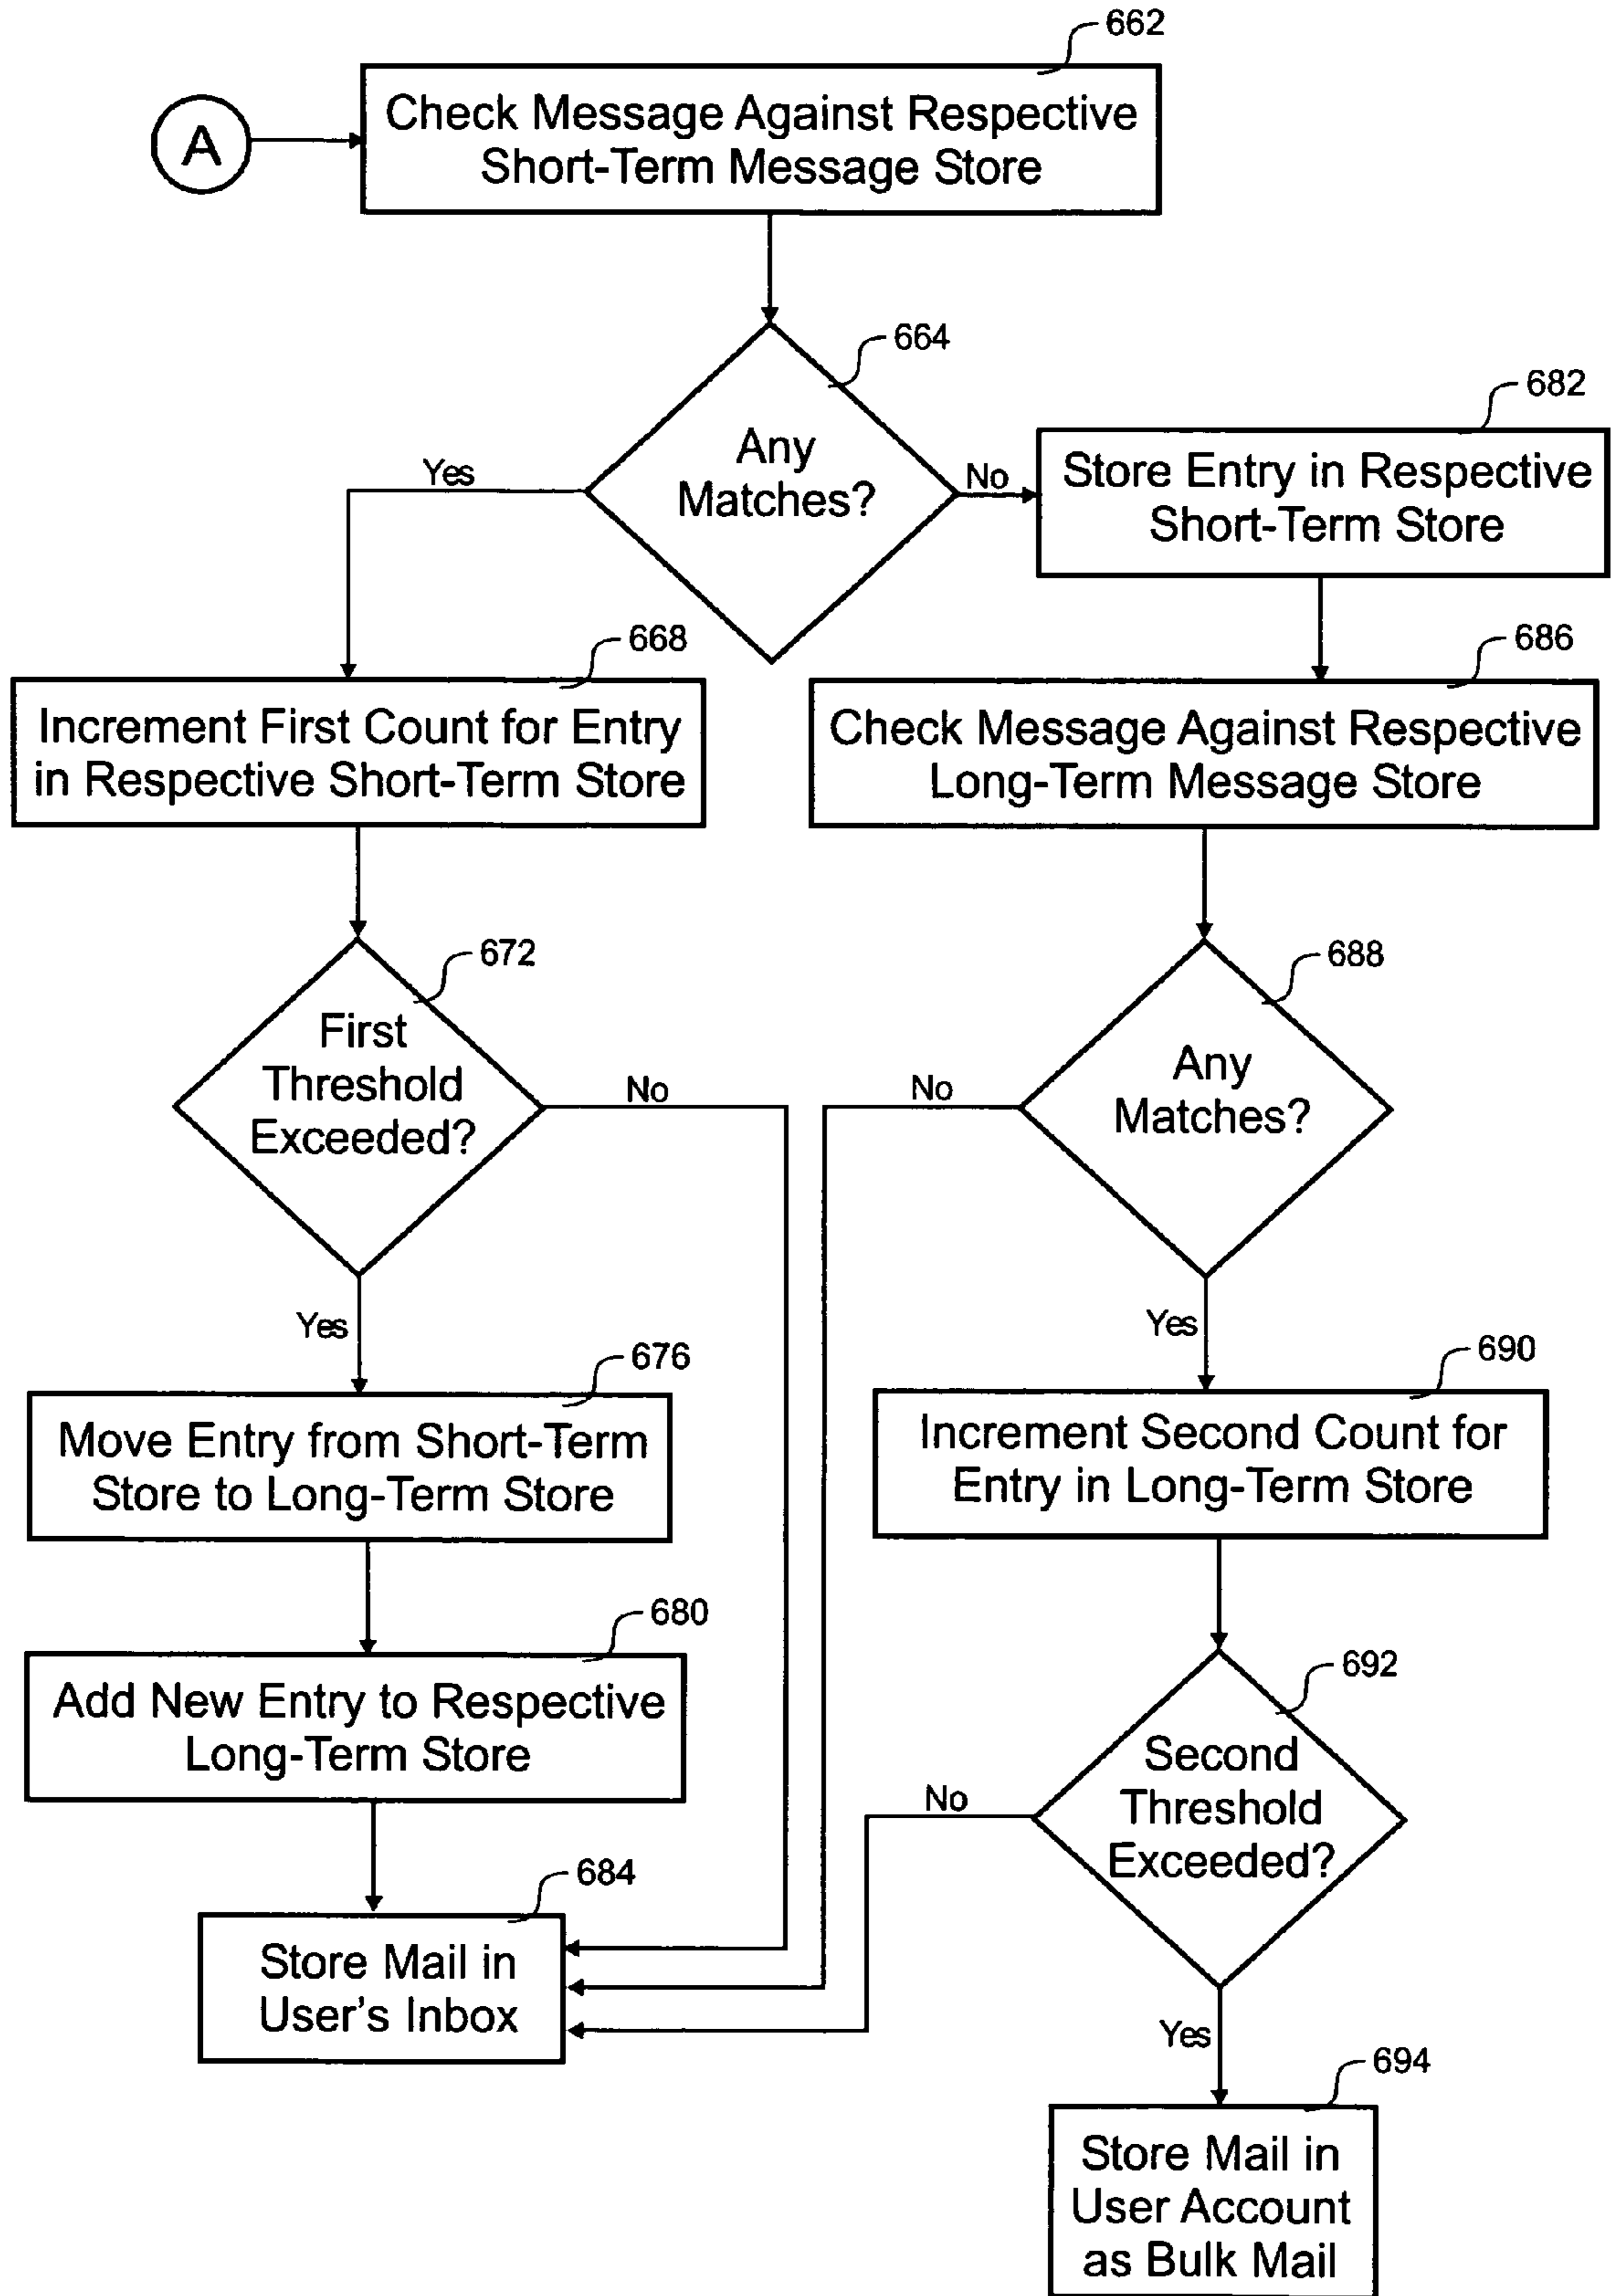 662
A
Check Message Against Respective
Short-Term Message Store
664
Any
Matches?
Yes
No
682
Store Entry in Respective
Short-Term Store
668
Increment First Count for Entry
in Respective Short-Term Store
686
Check Message Against Respective
Long-Term Message Store
672
First
Threshold
Exceeded?
No
688
Any
Matches?
No
Yes
Yes
676
Move Entry from Short-Term
Store to Long-Term Store
690
Increment Second Count for
Entry in Long-Term Store
680
Add New Entry to Respective
Long-Term Store
692
Second
Threshold
Exceeded?
No
684
Store Mail in
User's Inbox
Yes
694
Store Mail in
User Account
as Bulk Mail